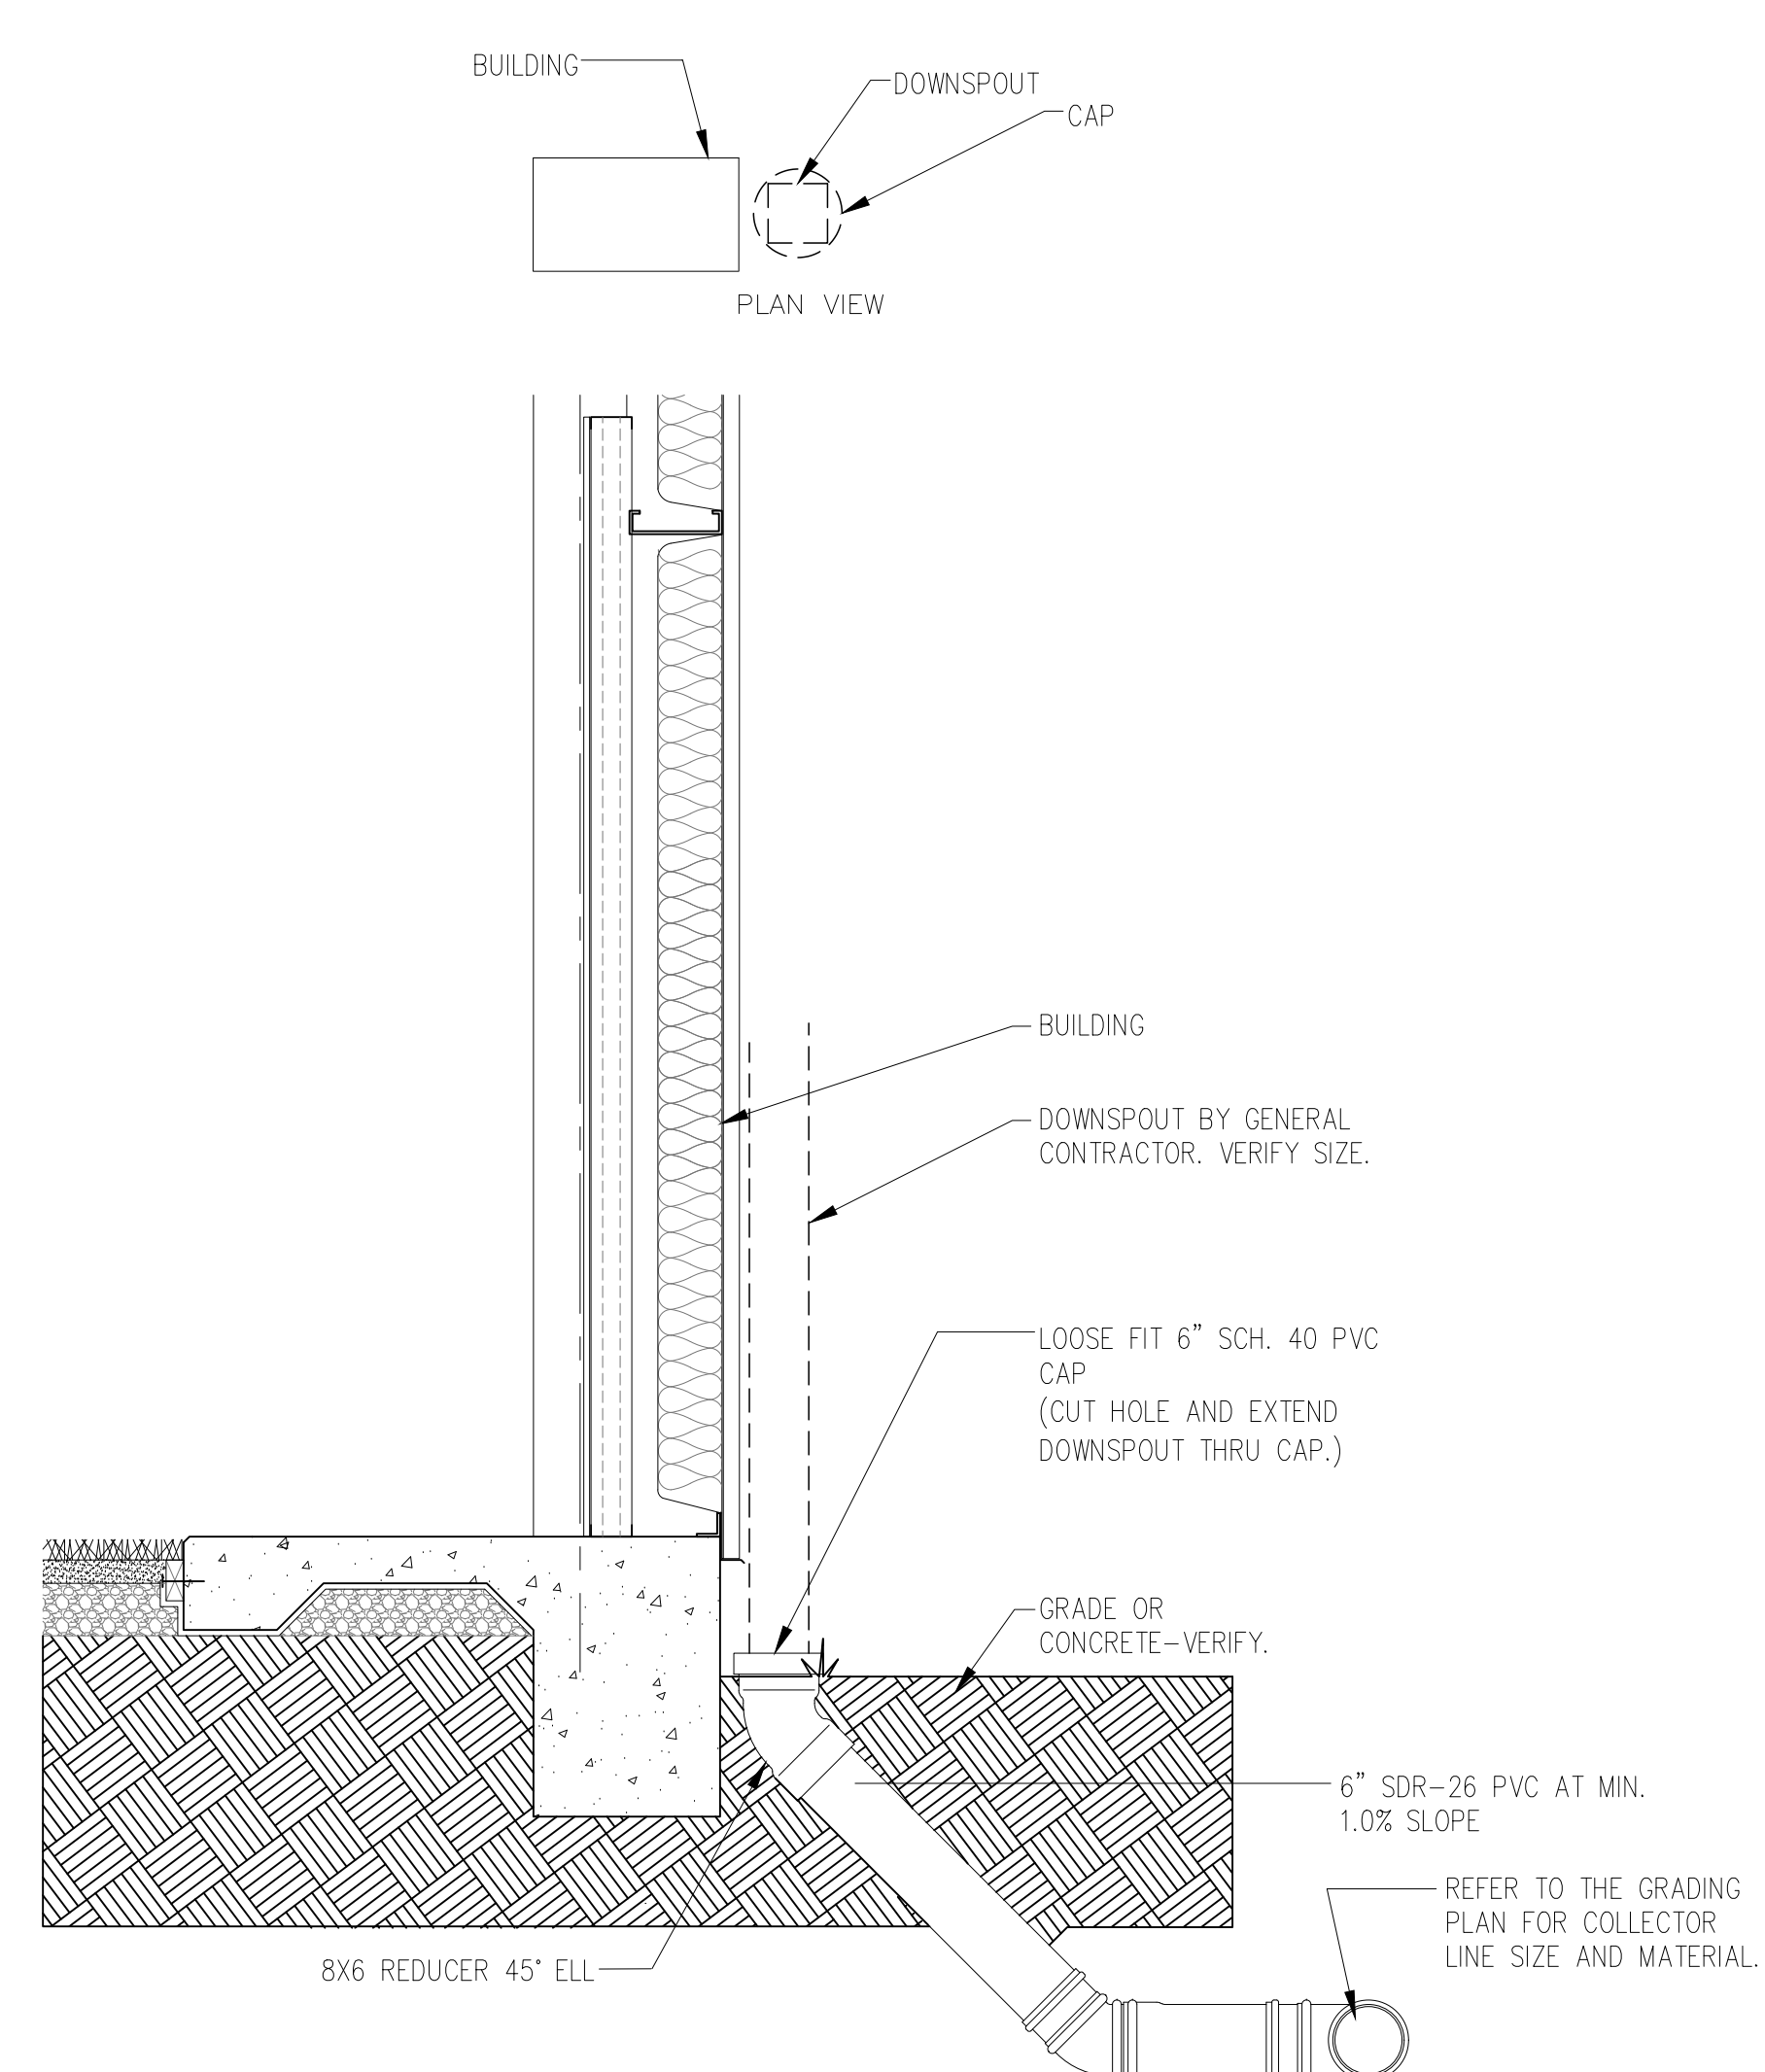 BUILDING
DOWNSPOUT
CAP
PLAN VIEW
BUILDING
DOWNSPOUT BY GENERAL
CONTRACTOR. VERIFY SIZE.
LOOSE FIT 6” SCH. 40 PVC
CAP
(CUT HOLE AND EXTEND
DOWNSPOUT THRU CAP.)
GRADE OR
CONCRETE-VERIFY.
6” SDR-26 PVC AT MIN.
1.0% SLOPE
REFER TO THE GRADING
PLAN FOR COLLECTOR
LINE SIZE AND MATERIAL.
8X6 REDUCER 45° ELL